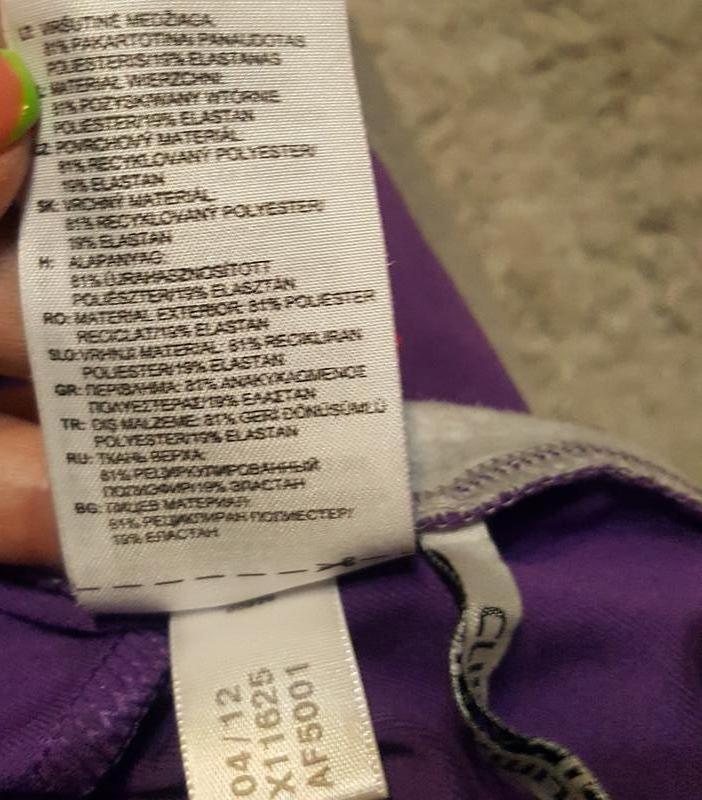 LT: VIRŠUTINĖ MEDŽIAGA:
81% PAKARTOTINAI PANAUDOTAS
POLIESTERIS/19% ELASTANAS
MATERIAŁ WIERZCHNI:
81% POZYSKIWANY WTÓRNIE
POLIESTER/19% ELASTAN
CZ: POVRCHOVÝ MATERIÁL:
81% RECYKLOVANÝ POLYESTER/
19% ELASTAN
SK: VRCHNÝ MATERIÁL:
81% RECYKLOVANÝ POLYESTER/
19% ELASTAN
H: ALAPANYAG:
81% ÚJRAHASZNOSÍTOTT
POLIÉSZTER/19% ELASZTÁN
RO: MATERIAL EXTERIOR: 81% POLIESTER
RECICLAT/19% ELASTAN
SLO: VRHNJI MATERIAL: 81% RECIKLIRAN
POLIESTER/19% ELASTAN
GR: ΠΕΡΙΒΛΗΜΑ: 81% ΑΝΑΚΥΚΛΩΜΕΝΟΣ
ΠΟΛΥΕΣΤΕΡΑΣ/19% ΕΛΑΣΤΑΝ
TR: DIŞ MALZEME: 81% GERİ DÖNÜŞÜMLÜ
POLYESTER/19% ELASTAN
RU: ТКАНЬ ВЕРХА:
81% РЕЦИРКУЛИРОВАННЫЙ
ПОЛИЭФИР/19% ЭЛАСТАН
BG: ЛИЦЕВ МАТЕРИАЛ:
81% РЕЦИКЛИРАН ПОЛИЕСТЕР/
19% ЕЛАСТАН
04/12
X11625
AF5001